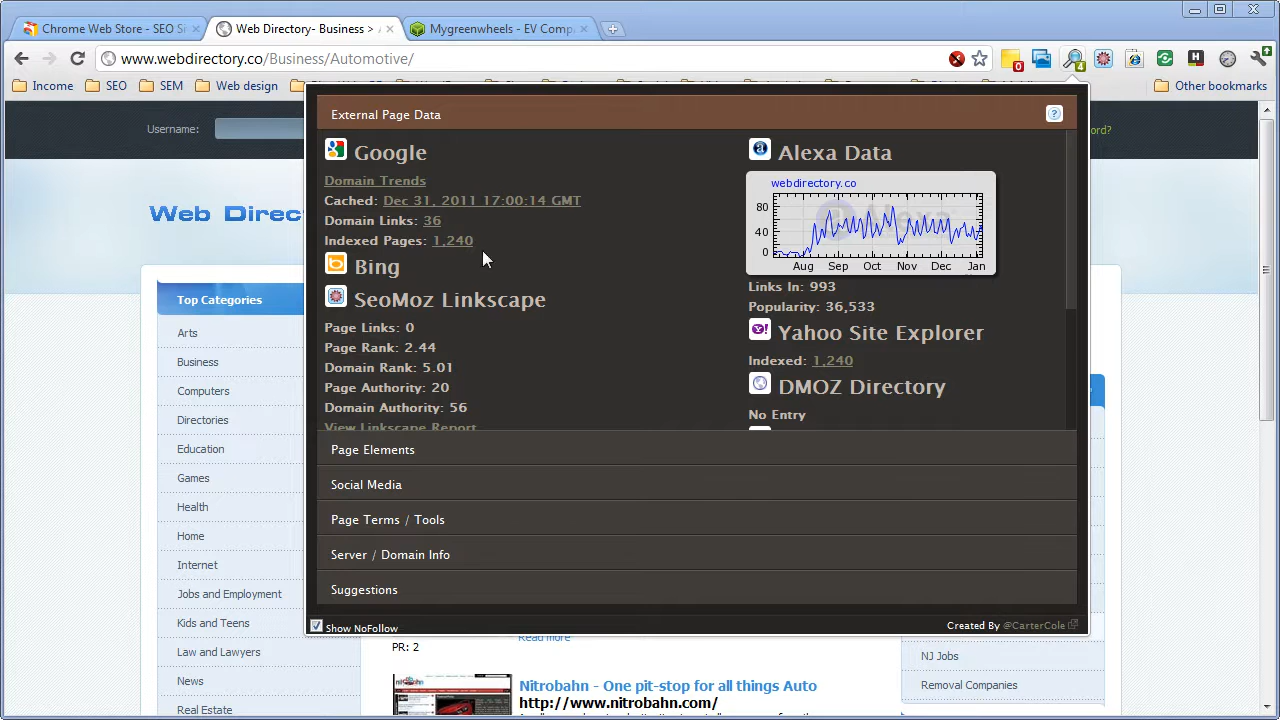 Chrome Web Store - SEO Si
Web Directory- Business >
Mygreenwheels - EV Comp
www.webdirectory.co/Business/Automotive/
0
4
H
Income
SEO
SEM
Web design
Other bookmarks
Username:
ord?
Web Direc
External Page Data
?
Google
Domain Trends
Cached: Dec 31, 2011 17:00:14 GMT
Domain Links: 36
Indexed Pages: 1,240
Bing
SeoMoz Linkscape
Page Links: 0
Page Rank: 2.44
Domain Rank: 5.01
Page Authority: 20
Domain Authority: 56
View Linkscape Report
Alexa Data
webdirectory.co
80
40
0
Aug Sep Oct Nov Dec Jan
Links In: 993
Popularity: 36,533
Yahoo Site Explorer
Indexed: 1,240
DMOZ Directory
No Entry
Page Elements
Social Media
Page Terms / Tools
Server / Domain Info
Suggestions
Show NoFollow
Created By @CarterCole
Top Categories
Arts
Business
Computers
Directories
Education
Games
Health
Home
Internet
Jobs and Employment
Kids and Teens
Law and Lawyers
News
Real Estate
Read more
PR: 2
Nitrobahn - One pit-stop for all things Auto
http://www.nitrobahn.com/
NJ Jobs
Removal Companies